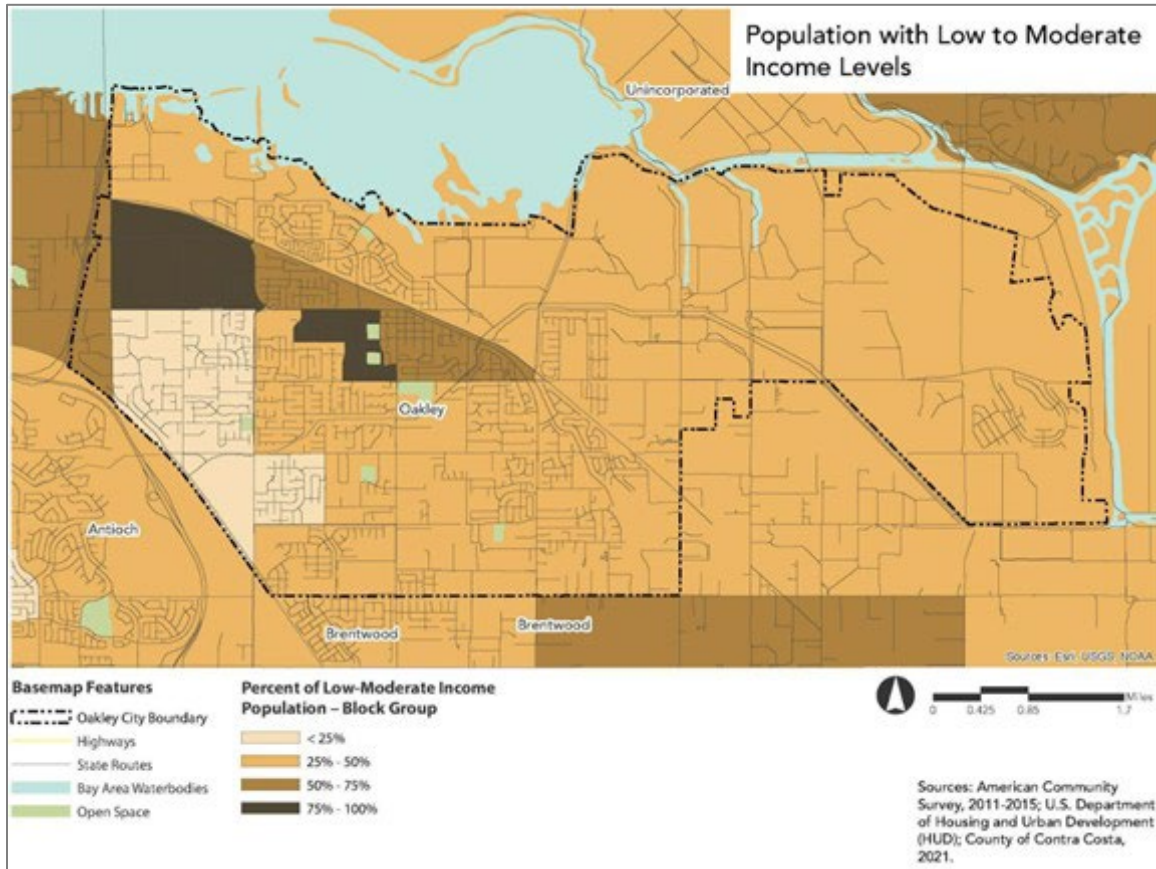 Population with Low to Moderate
Income Levels
Unincorporated
Oakley
Antioch
Brentwood
Brentwood
Sources: Esri, USGS, NOAA
Basemap Features
Oakley City Boundary
Highways
State Routes
Bay Area Waterbodies
Open Space
Percent of Low-Moderate Income
Population – Block Group
< 25%
25% - 50%
50% - 75%
75% - 100%
Miles
0 0.425 0.85 1.7
Sources: American Community
Survey, 2011-2015; U.S. Department
of Housing and Urban Development
(HUD); County of Contra Costa,
2021.